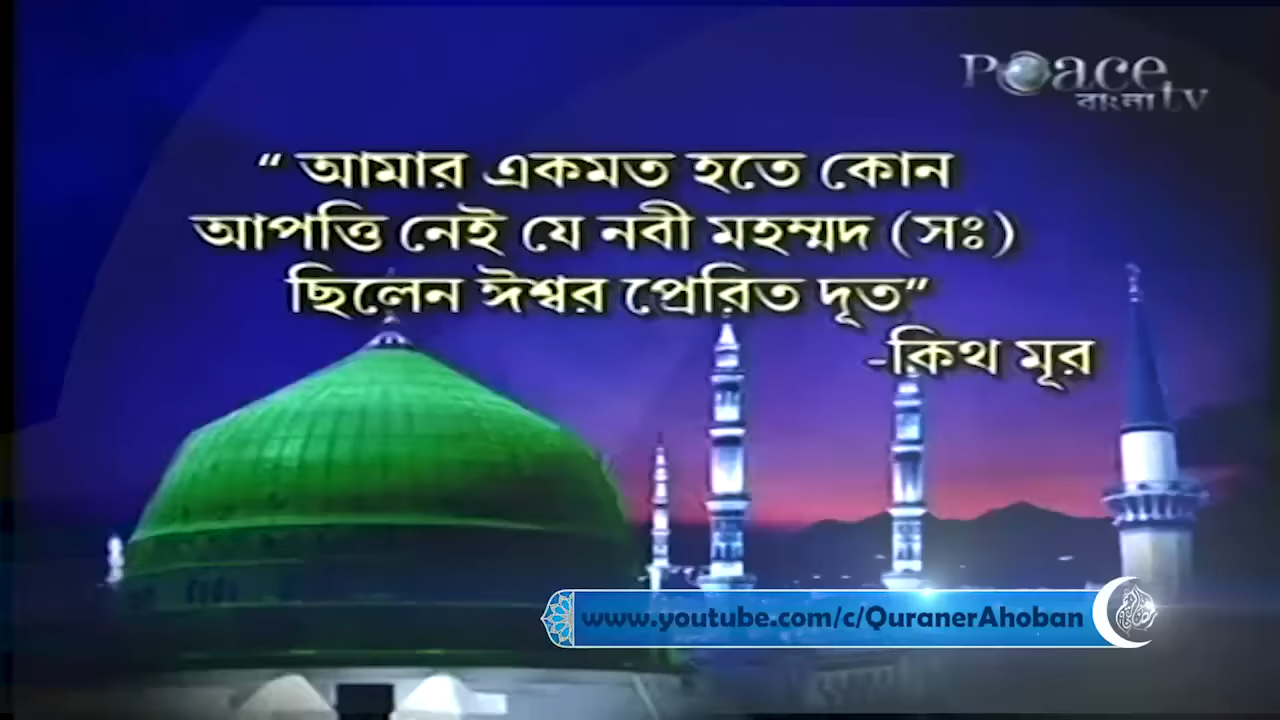 Peace
বাংলা tv
“ আমার একমত হতে কোন
আপত্তি নেই যে নবী মহম্মদ (সঃ)
ছিলেন ঈশ্বর প্রেরিত দূত”
-কিথ মূর
www.youtube.com/c/QuranerAhoban